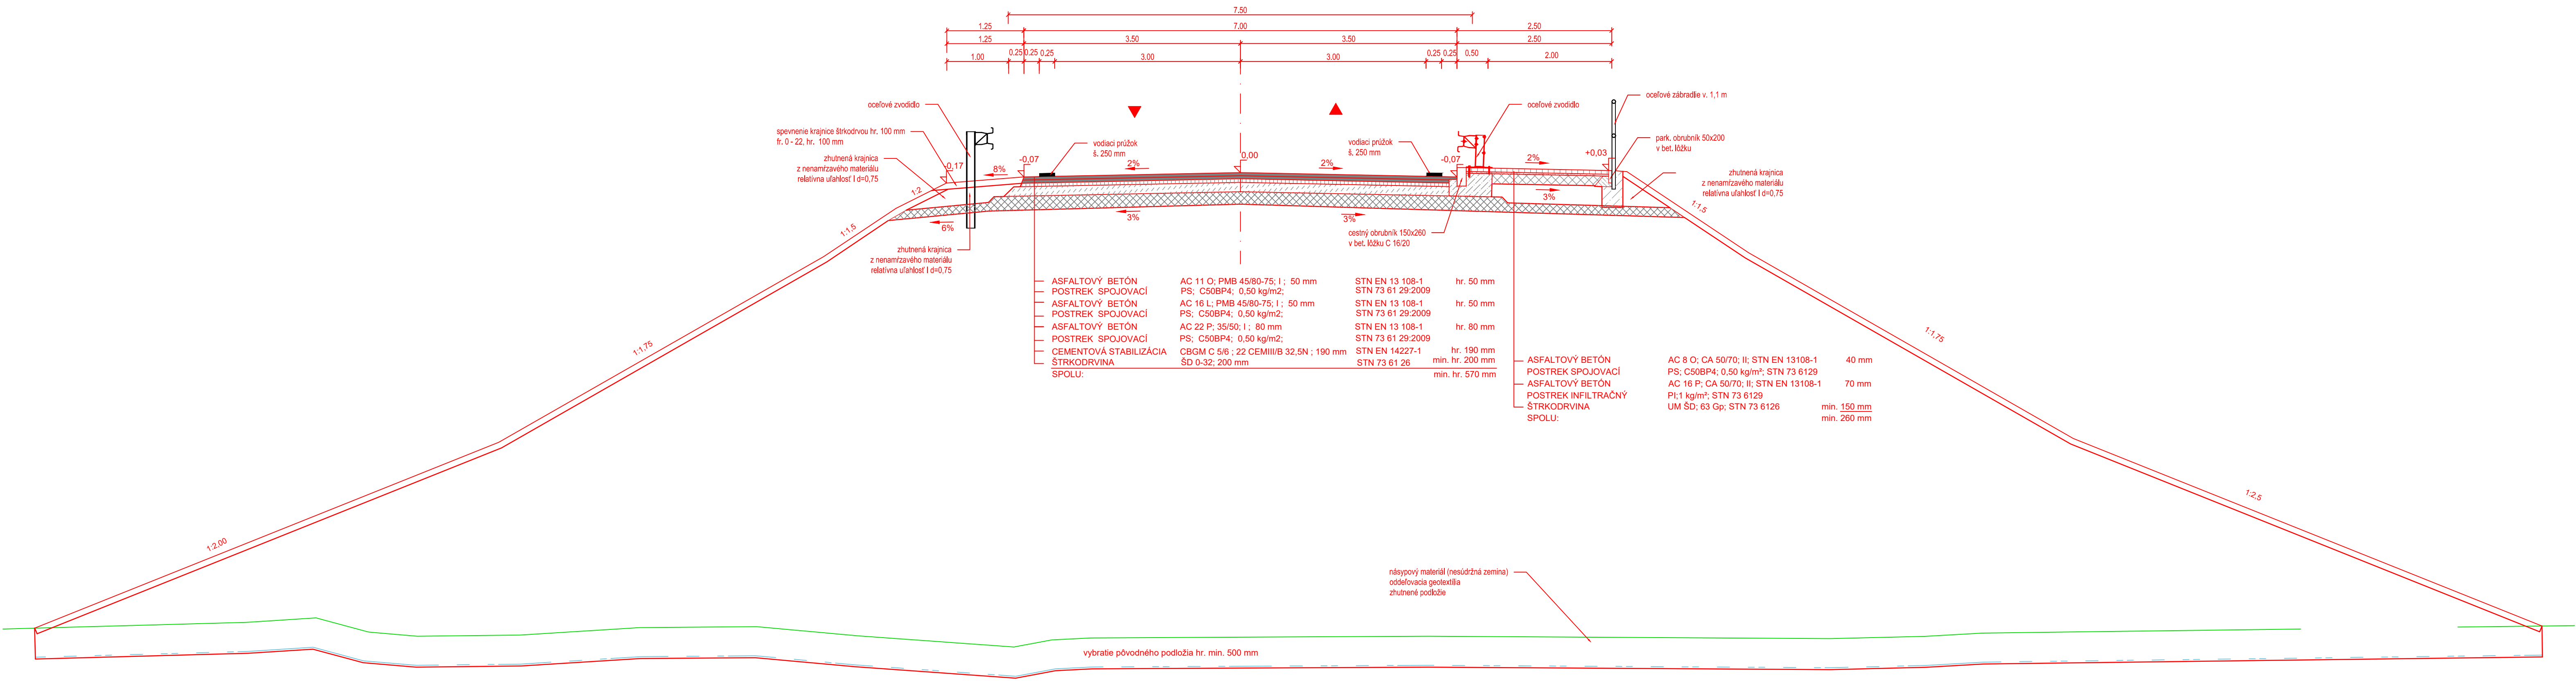 7.50
1.25 7.00 2.50
1.25 3.50 3.50 2.50
1.00 0.25 0.25 0.25 3.00 3.00 0.25 0.25 0.50 2.00
oceľové zvodidlo
spevnenie krajnice štrkodrvou hr. 100 mm
fr. 0 - 22, hr. 100 mm
zhutnená krajnica
z nenamŕzavého materiálu
relatívna uľahlosť I d=0,75
vodiaci prúžok
š. 250 mm
vodiaci prúžok
š. 250 mm
oceľové zvodidlo
oceľové zábradlie v. 1,1 m
park. obrubník 50x200
v bet. lôžku
zhutnená krajnica
z nenamŕzavého materiálu
relatívna uľahlosť I d=0,75
-0,17
8%
-0,07
2%
0,00
2%
-0,07
2%
+0,03
1:2
1:1,5
6%
3%
3%
3%
1:1,5
zhutnená krajnica
z nenamŕzavého materiálu
relatívna uľahlosť I d=0,75
cestný obrubník 150x260
v bet. lôžku C 16/20
ASFALTOVÝ BETÓN AC 11 O; PMB 45/80-75; I ; 50 mm STN EN 13 108-1 hr. 50 mm
POSTREK SPOJOVACÍ PS; C50BP4; 0,50 kg/m2; STN 73 61 29:2009
ASFALTOVÝ BETÓN AC 16 L; PMB 45/80-75; I ; 50 mm STN EN 13 108-1 hr. 50 mm
POSTREK SPOJOVACÍ PS; C50BP4; 0,50 kg/m2; STN 73 61 29:2009
ASFALTOVÝ BETÓN AC 22 P; 35/50; I ; 80 mm STN EN 13 108-1 hr. 80 mm
POSTREK SPOJOVACÍ PS; C50BP4; 0,50 kg/m2; STN 73 61 29:2009
CEMENTOVÁ STABILIZÁCIA CBGM C 5/6 ; 22 CEMIII/B 32,5N ; 190 mm STN EN 14227-1 hr. 190 mm
ŠTRKODRVINA ŠD 0-32; 200 mm STN 73 61 26 min. hr. 200 mm
SPOLU: min. hr. 570 mm
ASFALTOVÝ BETÓN AC 8 O; CA 50/70; II; STN EN 13108-1 40 mm
POSTREK SPOJOVACÍ PS; C50BP4; 0,50 kg/m²; STN 73 6129
ASFALTOVÝ BETÓN AC 16 P; CA 50/70; II; STN EN 13108-1 70 mm
POSTREK INFILTRAČNÝ PI;1 kg/m²; STN 73 6129
ŠTRKODRVINA UM ŠD; 63 Gp; STN 73 6126 min. 150 mm
SPOLU: min. 260 mm
1:1,75
1:1,75
1:2,5
1:2,00
násypový materiál (nesúdržná zemina)
oddeľovacia geotextília
zhutnené podložie
vybratie pôvodného podložia hr. min. 500 mm